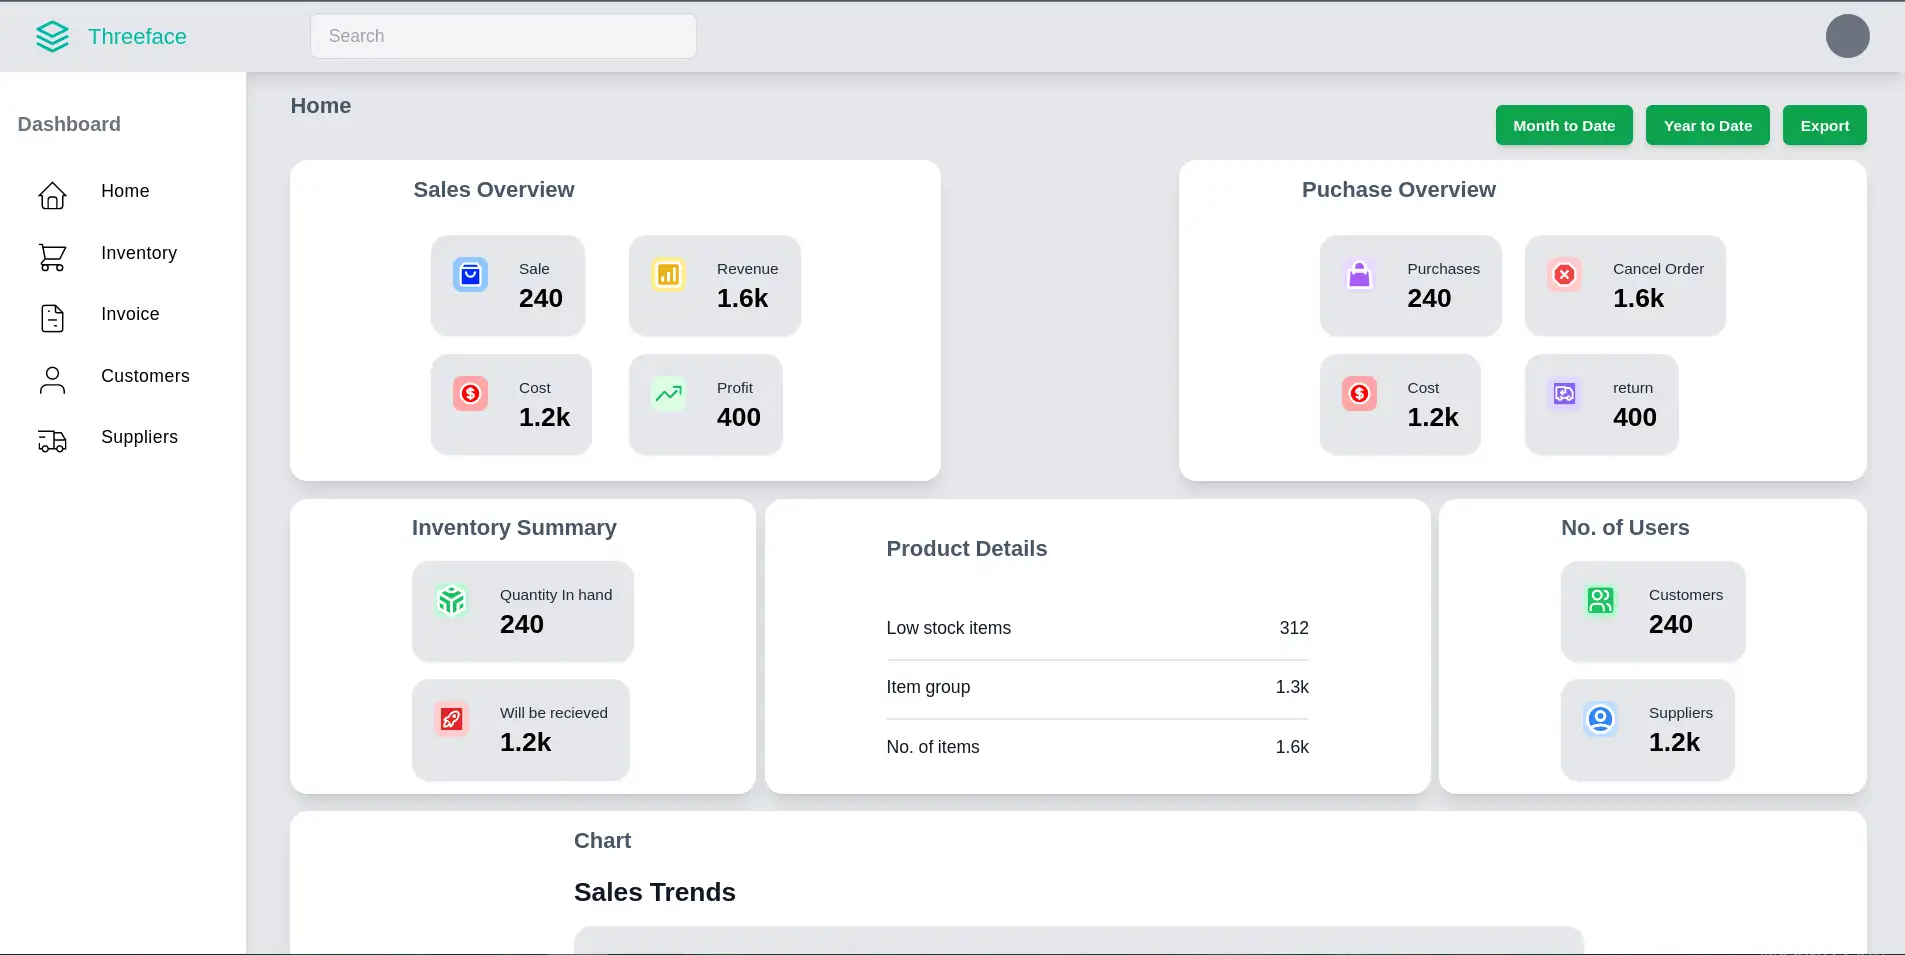 Threeface
Search
Dashboard
Home
Inventory
Invoice
Customers
Suppliers
Home
Month to Date
Year to Date
Export
Sales Overview
Sale
240
Revenue
1.6k
Cost
1.2k
Profit
400
Puchase Overview
Purchases
240
Cancel Order
1.6k
Cost
1.2k
return
400
Inventory Summary
Quantity In hand
240
Will be recieved
1.2k
Product Details
Low stock items 312
Item group 1.3k
No. of items 1.6k
No. of Users
Customers
240
Suppliers
1.2k
Chart
Sales Trends